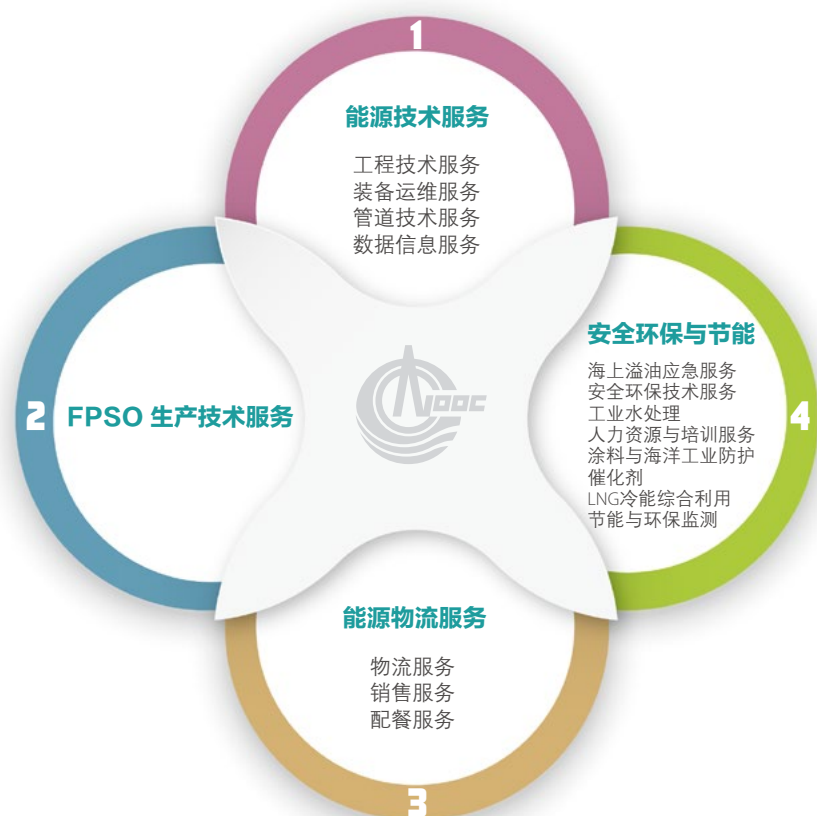 1
能源技术服务
工程技术服务
装备运维服务
管道技术服务
数据信息服务
2
FPSO 生产技术服务
CNOOC
3
能源物流服务
物流服务
销售服务
配餐服务
4
安全环保与节能
海上溢油应急服务
安全环保技术服务
工业水处理
人力资源与培训服务
涂料与海洋工业防护
催化剂
LNG冷能综合利用
节能与环保监测